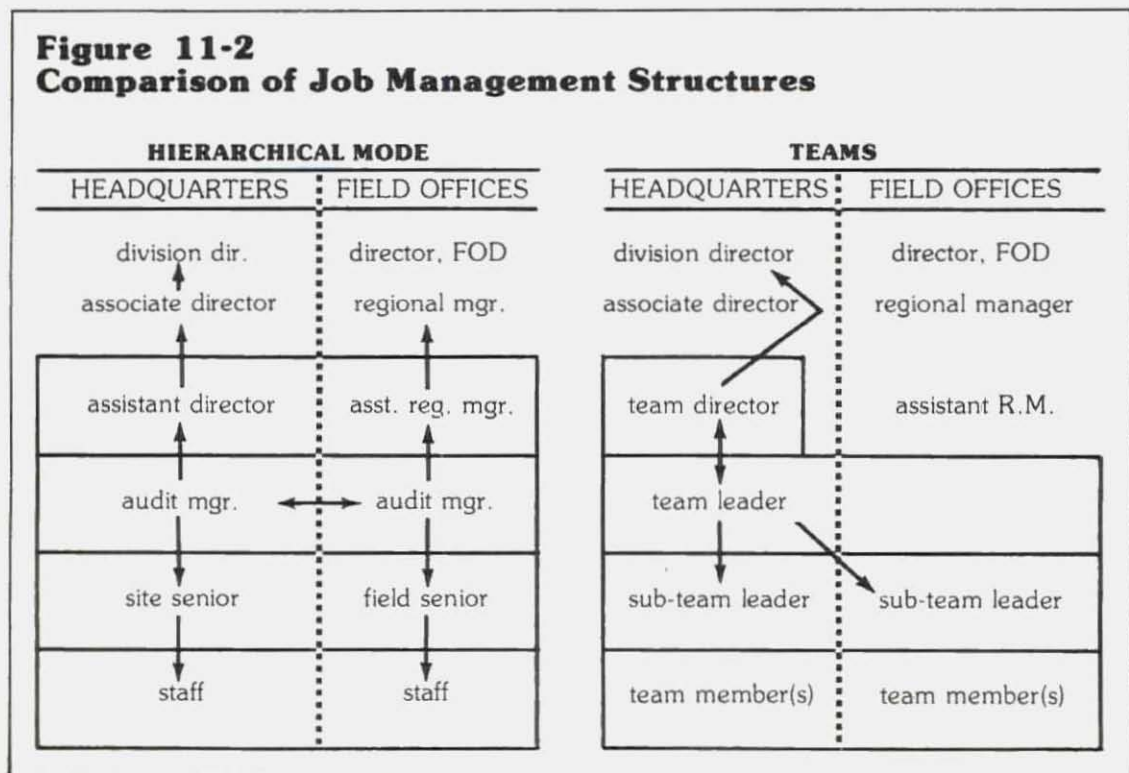 Figure 11-2
Comparison of Job Management Structures
HIERARCHICAL MODE
HEADQUARTERS FIELD OFFICES
division dir. director, FOD
associate director regional mgr.
assistant director asst. reg. mgr.
audit mgr. audit mgr.
site senior field senior
staff staff
TEAMS
HEADQUARTERS FIELD OFFICES
division director director, FOD
associate director regional manager
team director assistant R.M.
team leader
sub-team leader sub-team leader
team member(s) team member(s)